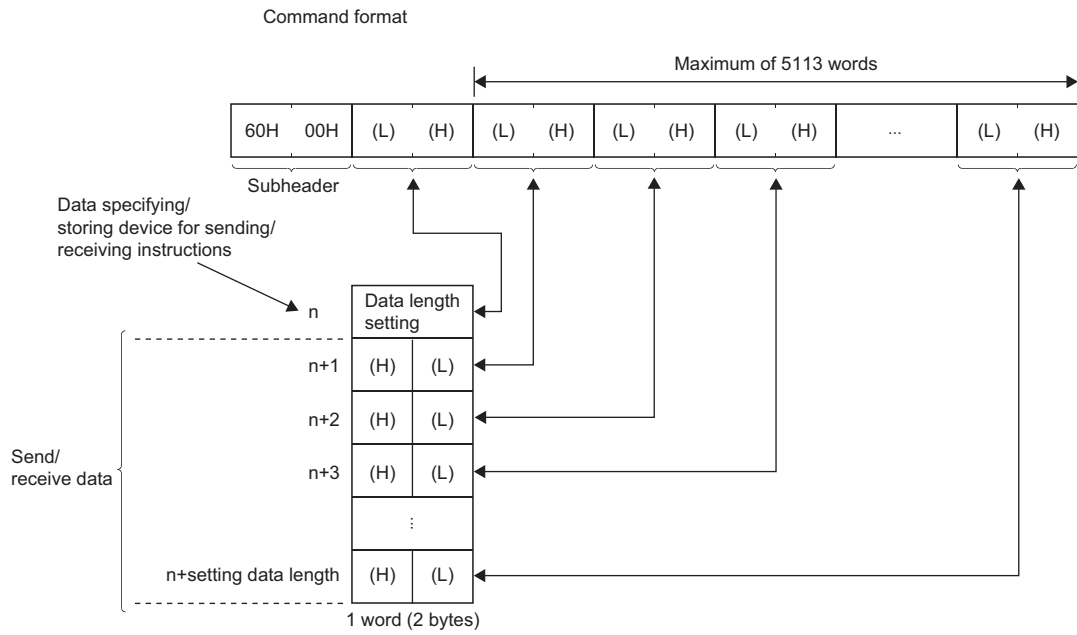 Command format
Maximum of 5113 words
60H 00H (L) (H) (L) (H) (L) (H) (L) (H) ... (L) (H)
Subheader
Data specifying/
storing device for sending/
receiving instructions
n
Data length
setting
n+1 (H) (L)
n+2 (H) (L)
n+3 (H) (L)
...
Send/
receive data
n+setting data length (H) (L)
1 word (2 bytes)